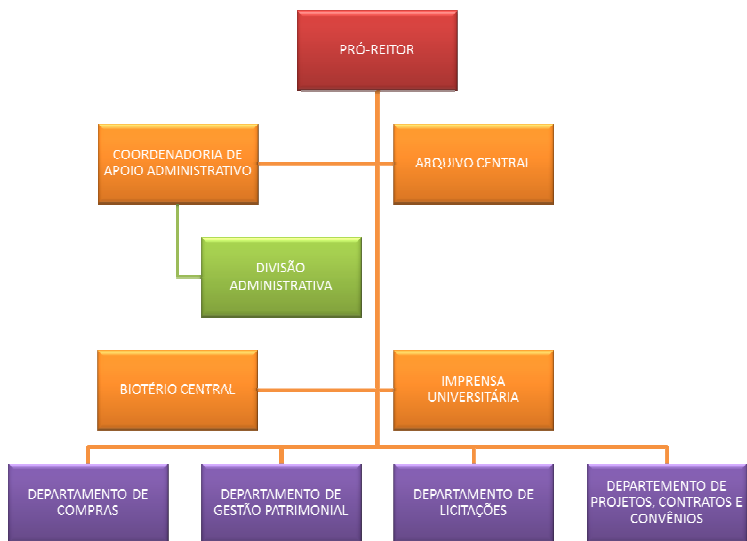 PRÓ-REITOR
COORDENADORIA DE
APOIO ADMINISTRATIVO
ARQUIVO CENTRAL
DIVISÃO
ADMINISTRATIVA
BIOTÉRIO CENTRAL
IMPRENSA
UNIVERSITÁRIA
DEPARTAMENTO DE
COMPRAS
DEPARTAMENTO DE
GESTÃO PATRIMONIAL
DEPARTAMENTO DE
LICITAÇÕES
DEPARTEMENTO DE
PROJETOS, CONTRATOS E
CONVÊNIOS